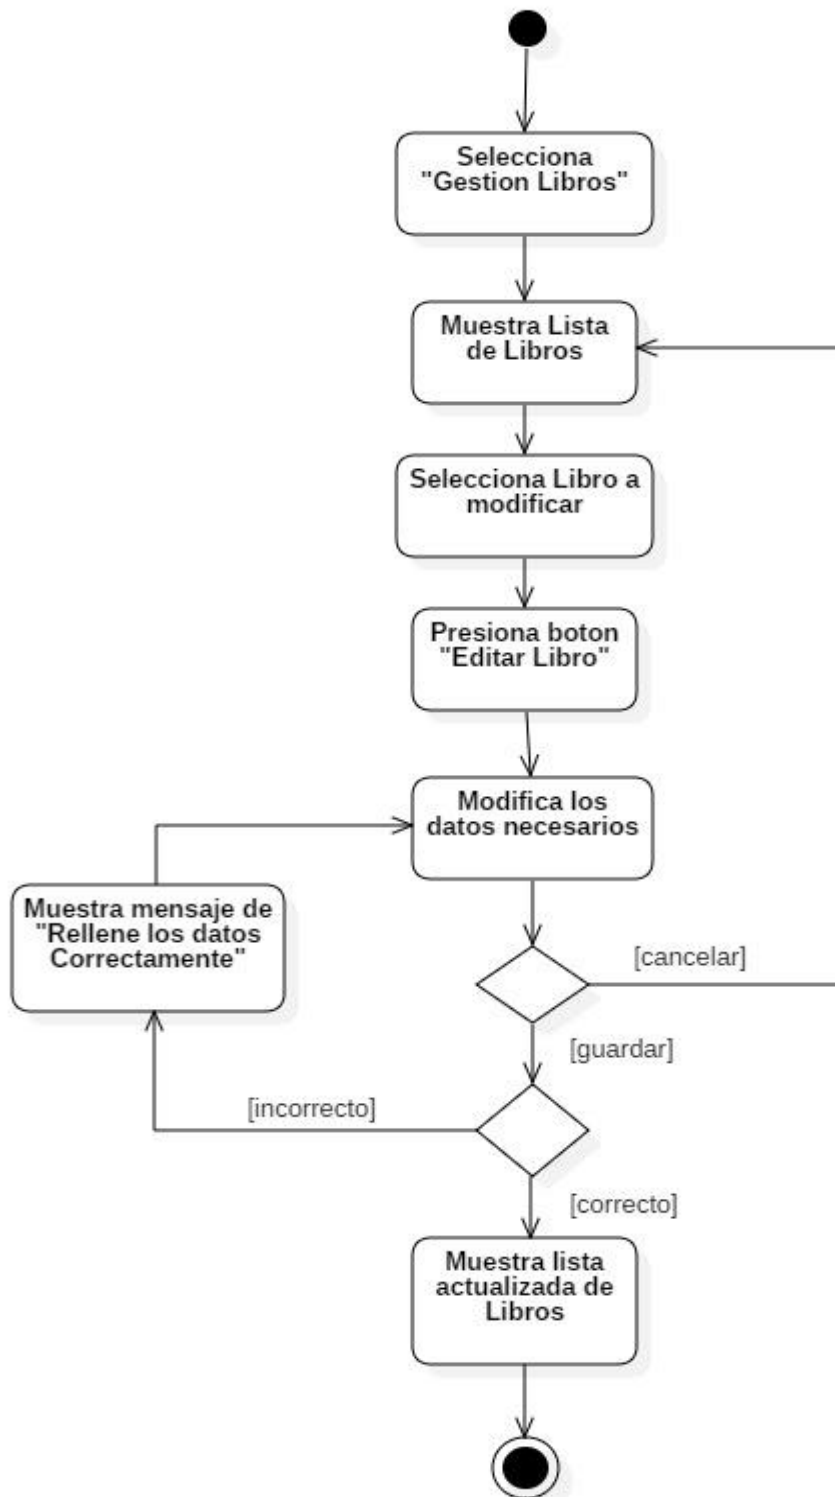 Selecciona
"Gestion Libros"
Muestra Lista
de Libros
Selecciona Libro a
modificar
Presiona boton
"Editar Libro"
Modifica los
datos necesarios
Muestra mensaje de
"Rellene los datos
Correctamente"
[cancelar]
[guardar]
[incorrecto]
[correcto]
Muestra lista
actualizada de
Libros